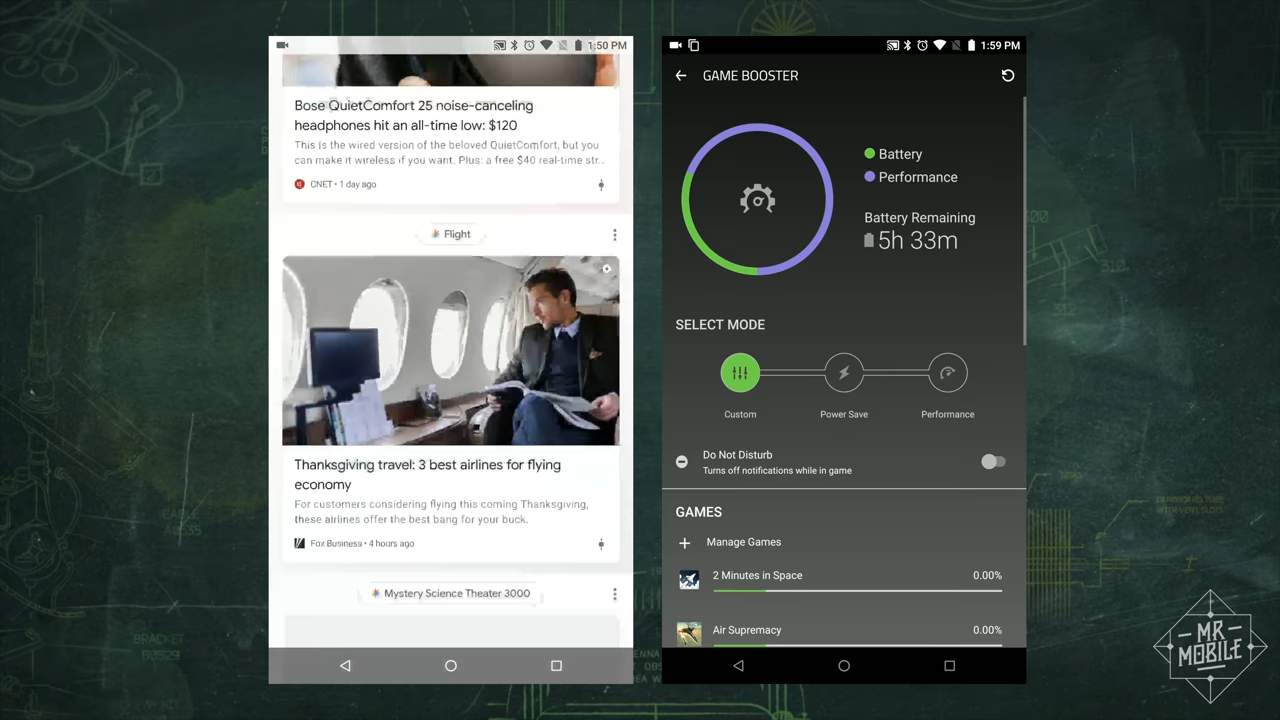 1:50 PM
Bose QuietComfort 25 noise-canceling
headphones hit an all-time low: $120
This is the wired version of the beloved QuietComfort, but you
can make it wireless if you want. Plus: a free $40 real-time str...
CNET • 1 day ago
Flight
Thanksgiving travel: 3 best airlines for flying
economy
For customers considering flying this coming Thanksgiving,
these airlines offer the best bang for your buck.
Fox Business • 4 hours ago
Mystery Science Theater 3000
1:59 PM
GAME BOOSTER
Battery
Performance
Battery Remaining
5h 33m
SELECT MODE
Custom
Power Save
Performance
Do Not Disturb
Turns off notifications while in game
GAMES
Manage Games
2 Minutes in Space 0.00%
Air Supremacy 0.00%
BRACKET
MR
MOBILE